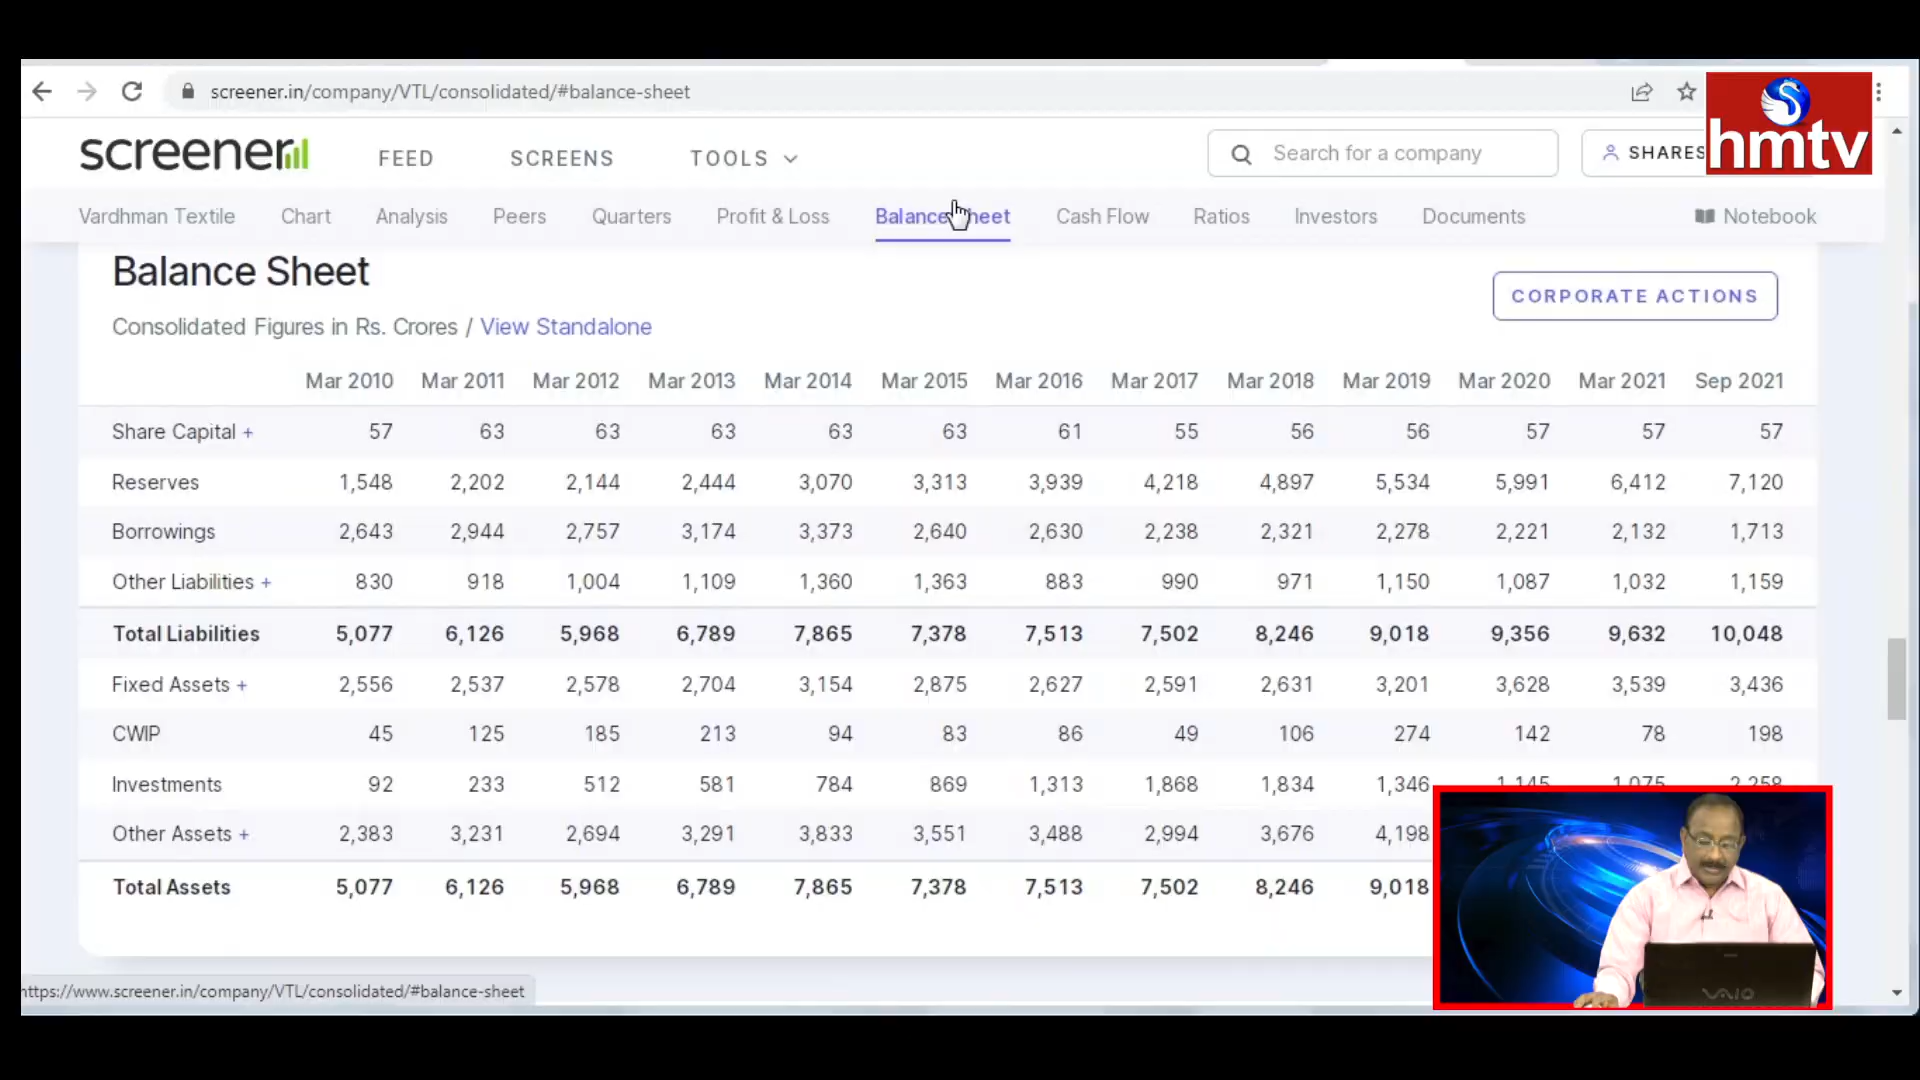 screener.in/company/VTL/consolidated/#balance-sheet
hmtv
screener FEED SCREENS TOOLS Search for a company SHARES
Vardhman Textile Chart Analysis Peers Quarters Profit & Loss Balance Sheet Cash Flow Ratios Investors Documents Notebook
Balance Sheet
CORPORATE ACTIONS
Consolidated Figures in Rs. Crores / View Standalone
Mar 2010 Mar 2011 Mar 2012 Mar 2013 Mar 2014 Mar 2015 Mar 2016 Mar 2017 Mar 2018 Mar 2019 Mar 2020 Mar 2021 Sep 2021
Share Capital + 57 63 63 63 63 63 61 55 56 56 57 57 57
Reserves 1,548 2,202 2,144 2,444 3,070 3,313 3,939 4,218 4,897 5,534 5,991 6,412 7,120
Borrowings 2,643 2,944 2,757 3,174 3,373 2,640 2,630 2,238 2,321 2,278 2,221 2,132 1,713
Other Liabilities + 830 918 1,004 1,109 1,360 1,363 883 990 971 1,150 1,087 1,032 1,159
Total Liabilities 5,077 6,126 5,968 6,789 7,865 7,378 7,513 7,502 8,246 9,018 9,356 9,632 10,048
Fixed Assets + 2,556 2,537 2,578 2,704 3,154 2,875 2,627 2,591 2,631 3,201 3,628 3,539 3,436
CWIP 45 125 185 213 94 83 86 49 106 274 142 78 198
Investments 92 233 512 581 784 869 1,313 1,868 1,834 1,346 1,145 1,075 2,258
Other Assets + 2,383 3,231 2,694 3,291 3,833 3,551 3,488 2,994 3,676 4,198
Total Assets 5,077 6,126 5,968 6,789 7,865 7,378 7,513 7,502 8,246 9,018
https://www.screener.in/company/VTL/consolidated/#balance-sheet
VAIO